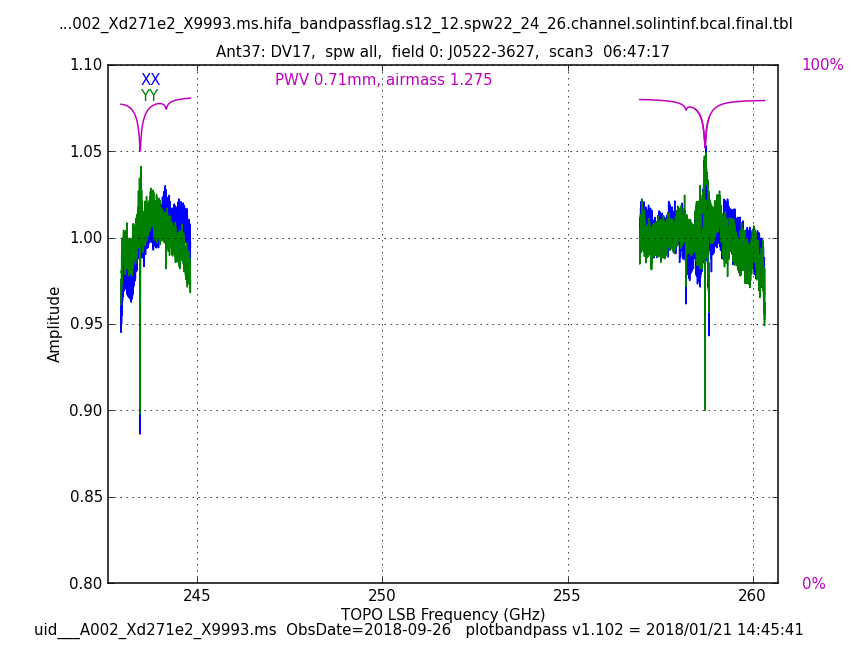 ...002_Xd271e2_X9993.ms.hifa_bandpassflag.s12_12.spw22_24_26.channel.solintinf.bcal.final.tbl
Ant37: DV17,  spw all,  field 0: J0522-3627,  scan3  06:47:17
1.10
100%
XX
PWV 0.71mm, airmass 1.275
YY
1.05
1.00
Amplitude
0.95
0.90
0.85
0.80
0%
245
250
255
260
TOPO LSB Frequency (GHz)
uid___A002_Xd271e2_X9993.ms  ObsDate=2018-09-26   plotbandpass v1.102 = 2018/01/21 14:45:41